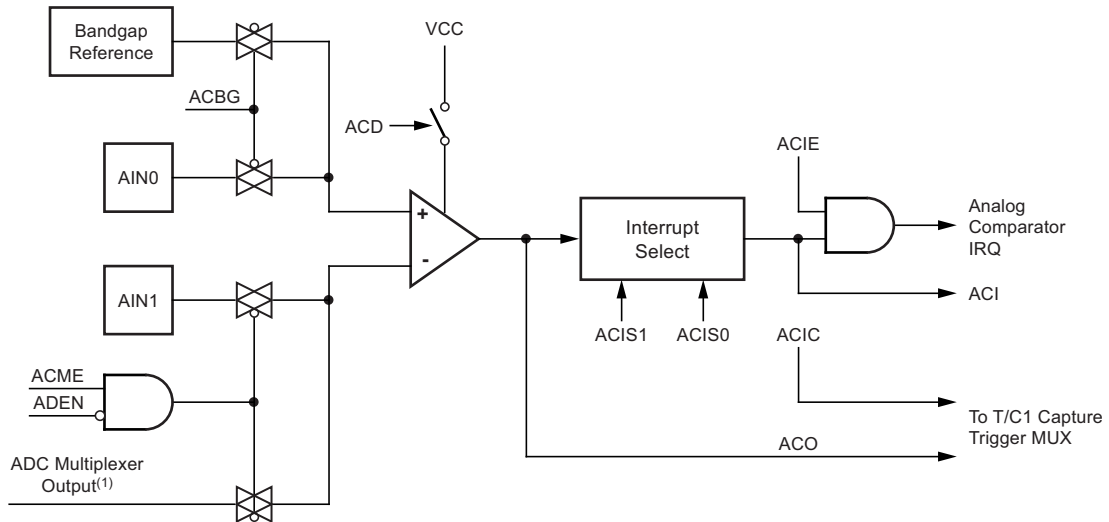 Bandgap
Reference
VCC
ACBG
ACD
ACIE
AIN0
+
Interrupt
Select
Analog
Comparator
IRQ
-
AIN1
ACI
ACIS1
ACIS0
ACIC
ACME
ADEN
To T/C1 Capture
Trigger MUX
ACO
ADC Multiplexer
Output(1)